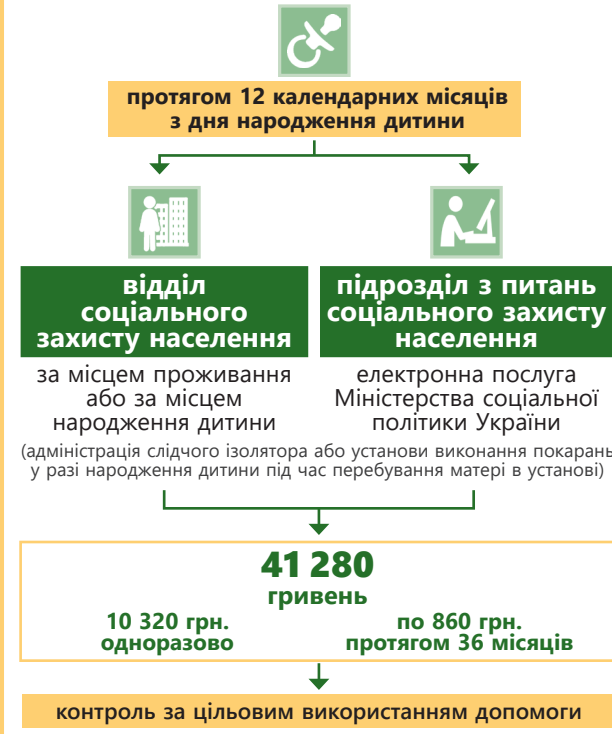 протягом 12 календарних місяців
з дня народження дитини
відділ
соціального
захисту населення
за місцем проживання
або за місцем
народження дитини
підрозділ з питань
соціального захисту
населення
електронна послуга
Міністерства соціальної
політики України
(адміністрація слідчого ізолятора або установи виконання покарань
у разі народження дитини під час перебування матері в установі)
41 280
гривень
10 320 грн.
одноразово
по 860 грн.
протягом 36 місяців
контроль за цільовим використанням допомоги